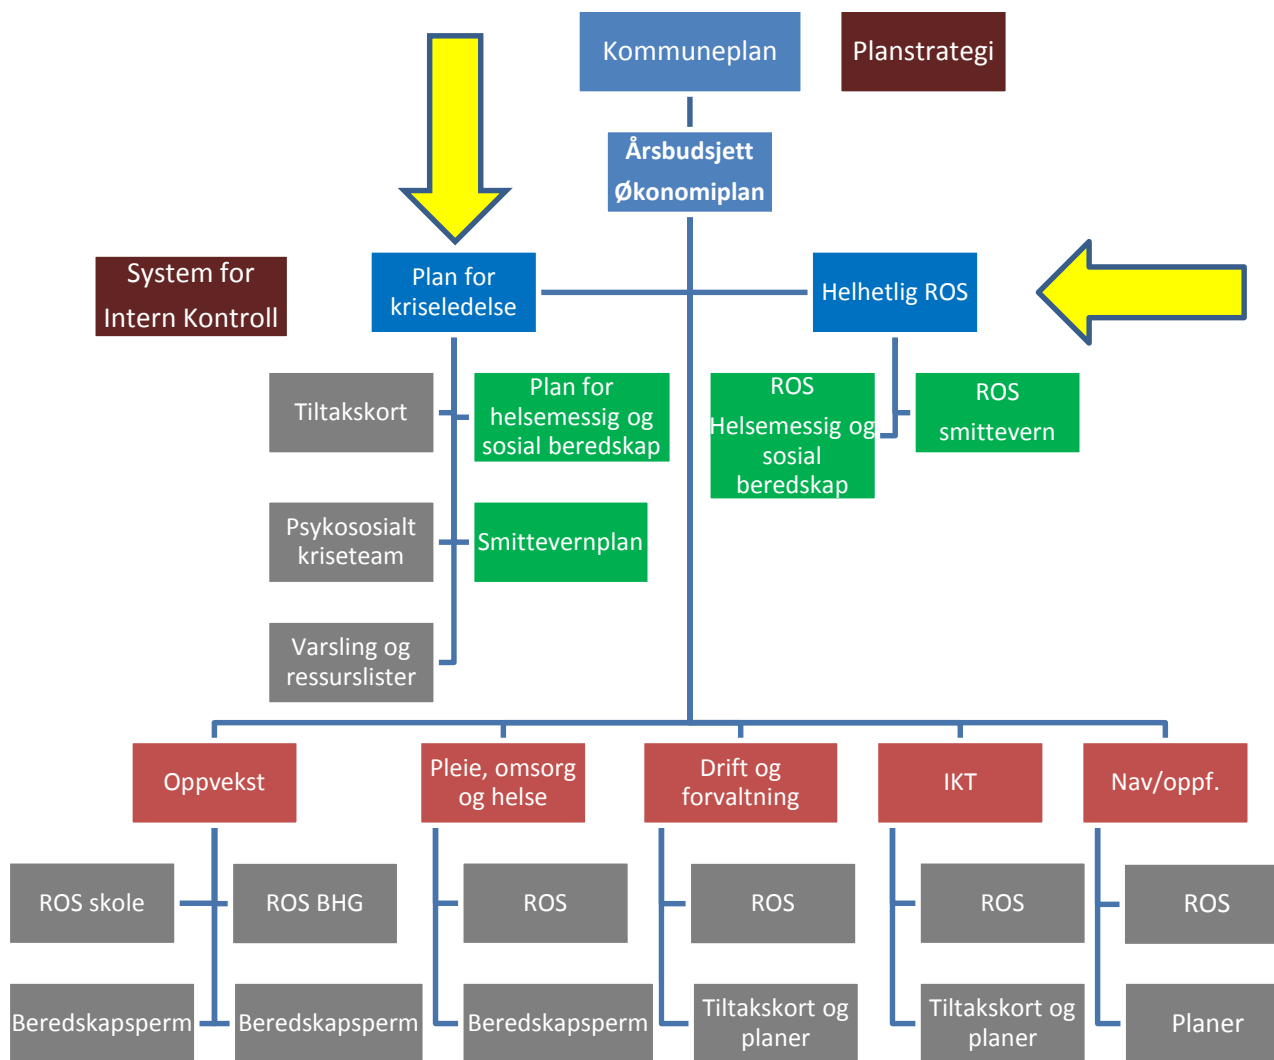 Kommuneplan
Planstrategi
Årsbudsjett
Økonomiplan
System for
Intern Kontroll
Plan for
kriseledelse
Helhetlig ROS
Tiltakskort
Plan for
helsemessig og
sosial beredskap
ROS
Helsemessig og
sosial
beredskap
ROS
smittevern
Psykososialt
kriseteam
Smittevernplan
Varsling og
ressurslister
Oppvekst
Pleie, omsorg
og helse
Drift og
forvaltning
IKT
Nav/oppf.
ROS skole
ROS BHG
ROS
ROS
ROS
ROS
Beredskapsperm
Beredskapsperm
Beredskapsperm
Tiltakskort og
planer
Tiltakskort og
planer
Planer